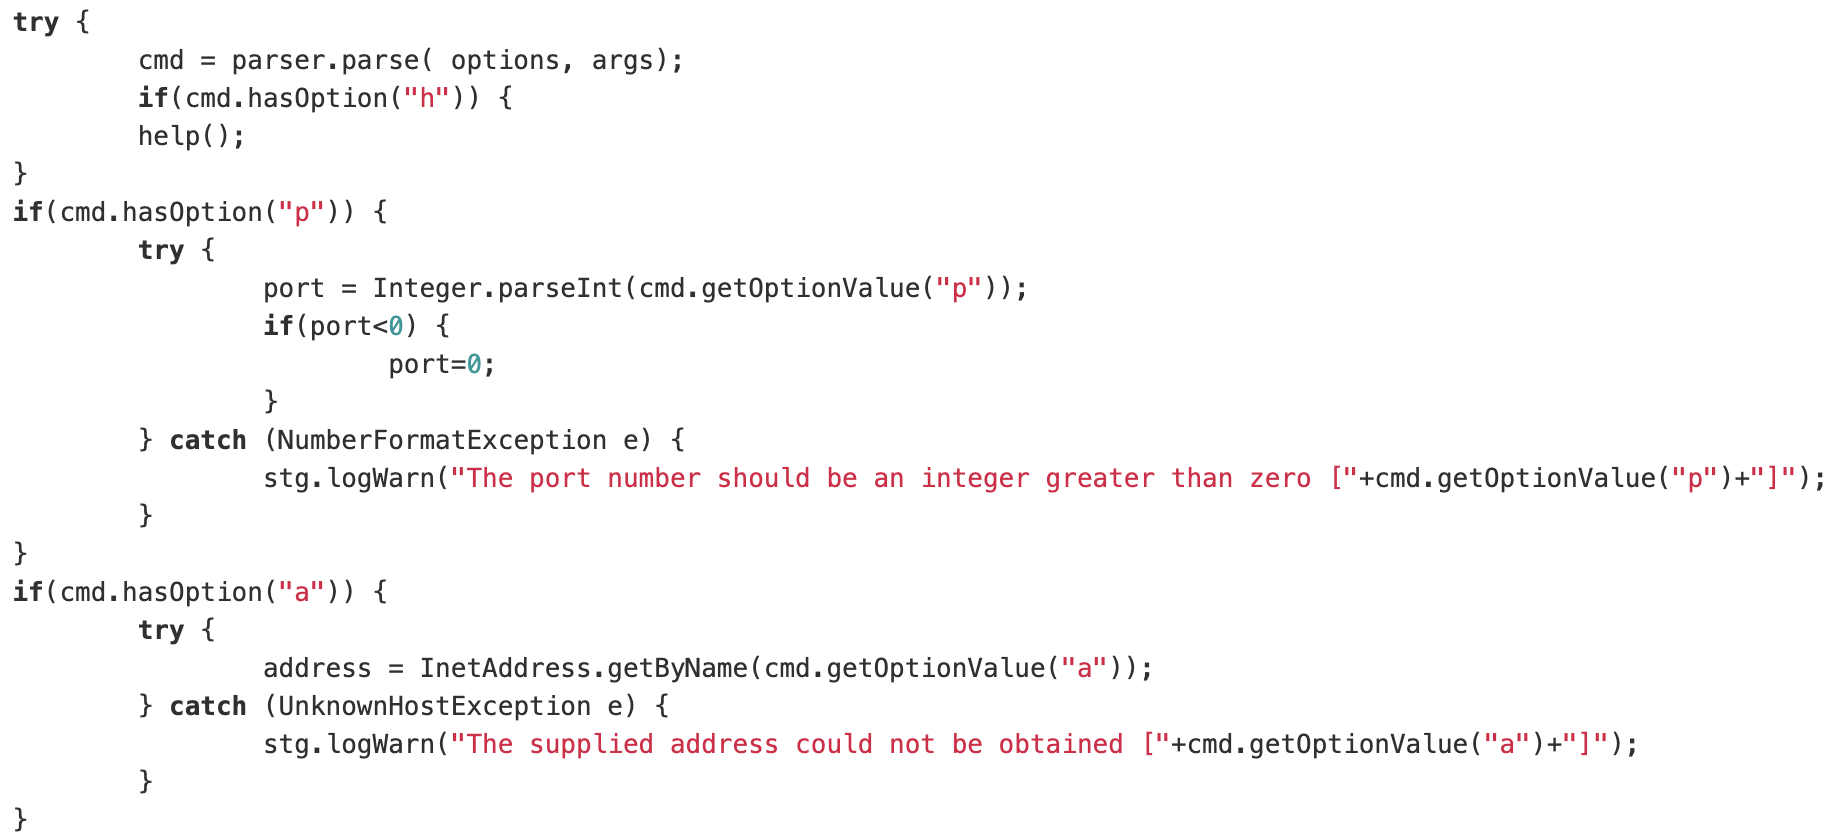 try {
        cmd = parser.parse( options, args);
        if(cmd.hasOption("h")) {
        help();
}
if(cmd.hasOption("p")) {
        try {
                port = Integer.parseInt(cmd.getOptionValue("p"));
                if(port<0) {
                        port=0;
                }
        } catch (NumberFormatException e) {
                stg.logWarn("The port number should be an integer greater than zero ["+cmd.getOptionValue("p")+"]");
        }
}
if(cmd.hasOption("a")) {
        try {
                address = InetAddress.getByName(cmd.getOptionValue("a"));
        } catch (UnknownHostException e) {
                stg.logWarn("The supplied address could not be obtained ["+cmd.getOptionValue("a")+"]");
        }
}